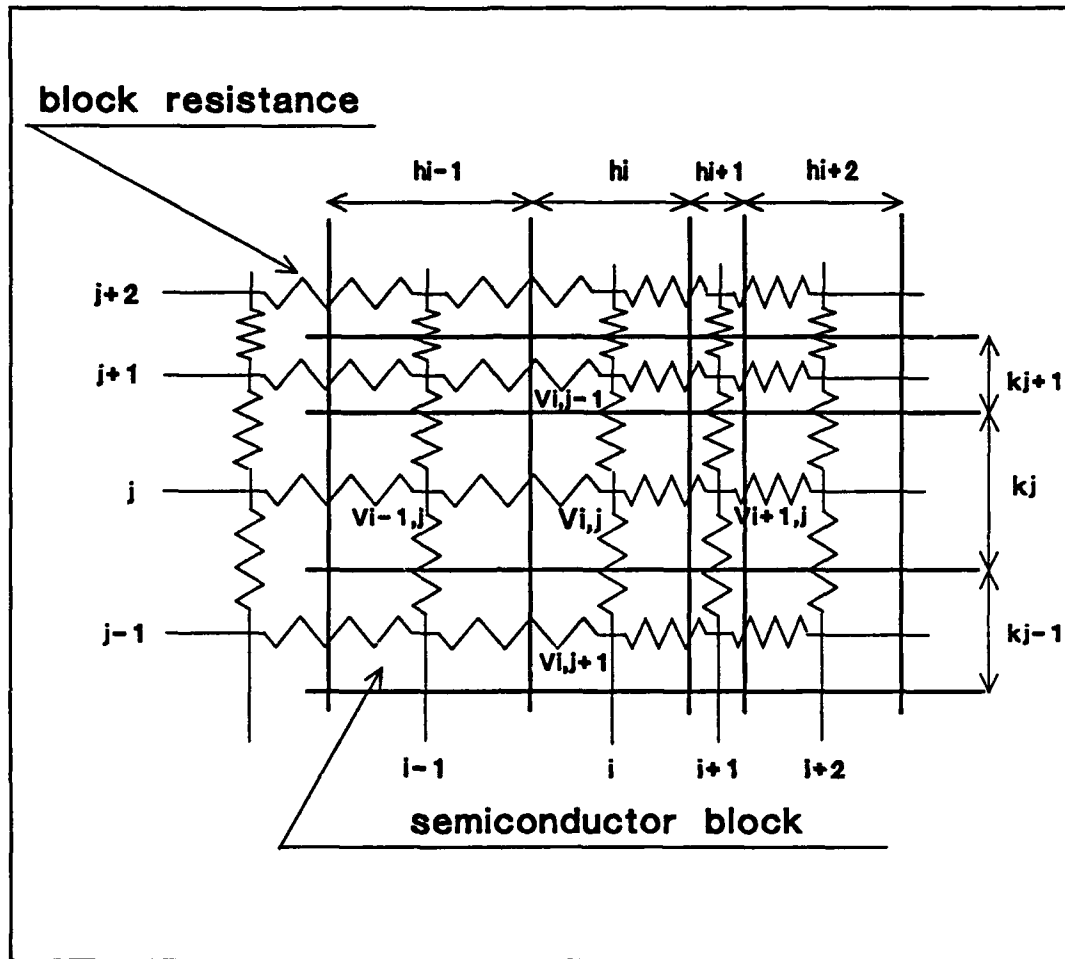 block resistance
hi-1 hi hi+1 hi+2
j+2
j+1
kj+1
Vi,j-1
j
kj
Vi-1,j Vi,j Vi+1,j
j-1
kj-1
Vi,j+1
i-1 i i+1 i+2
semiconductor block